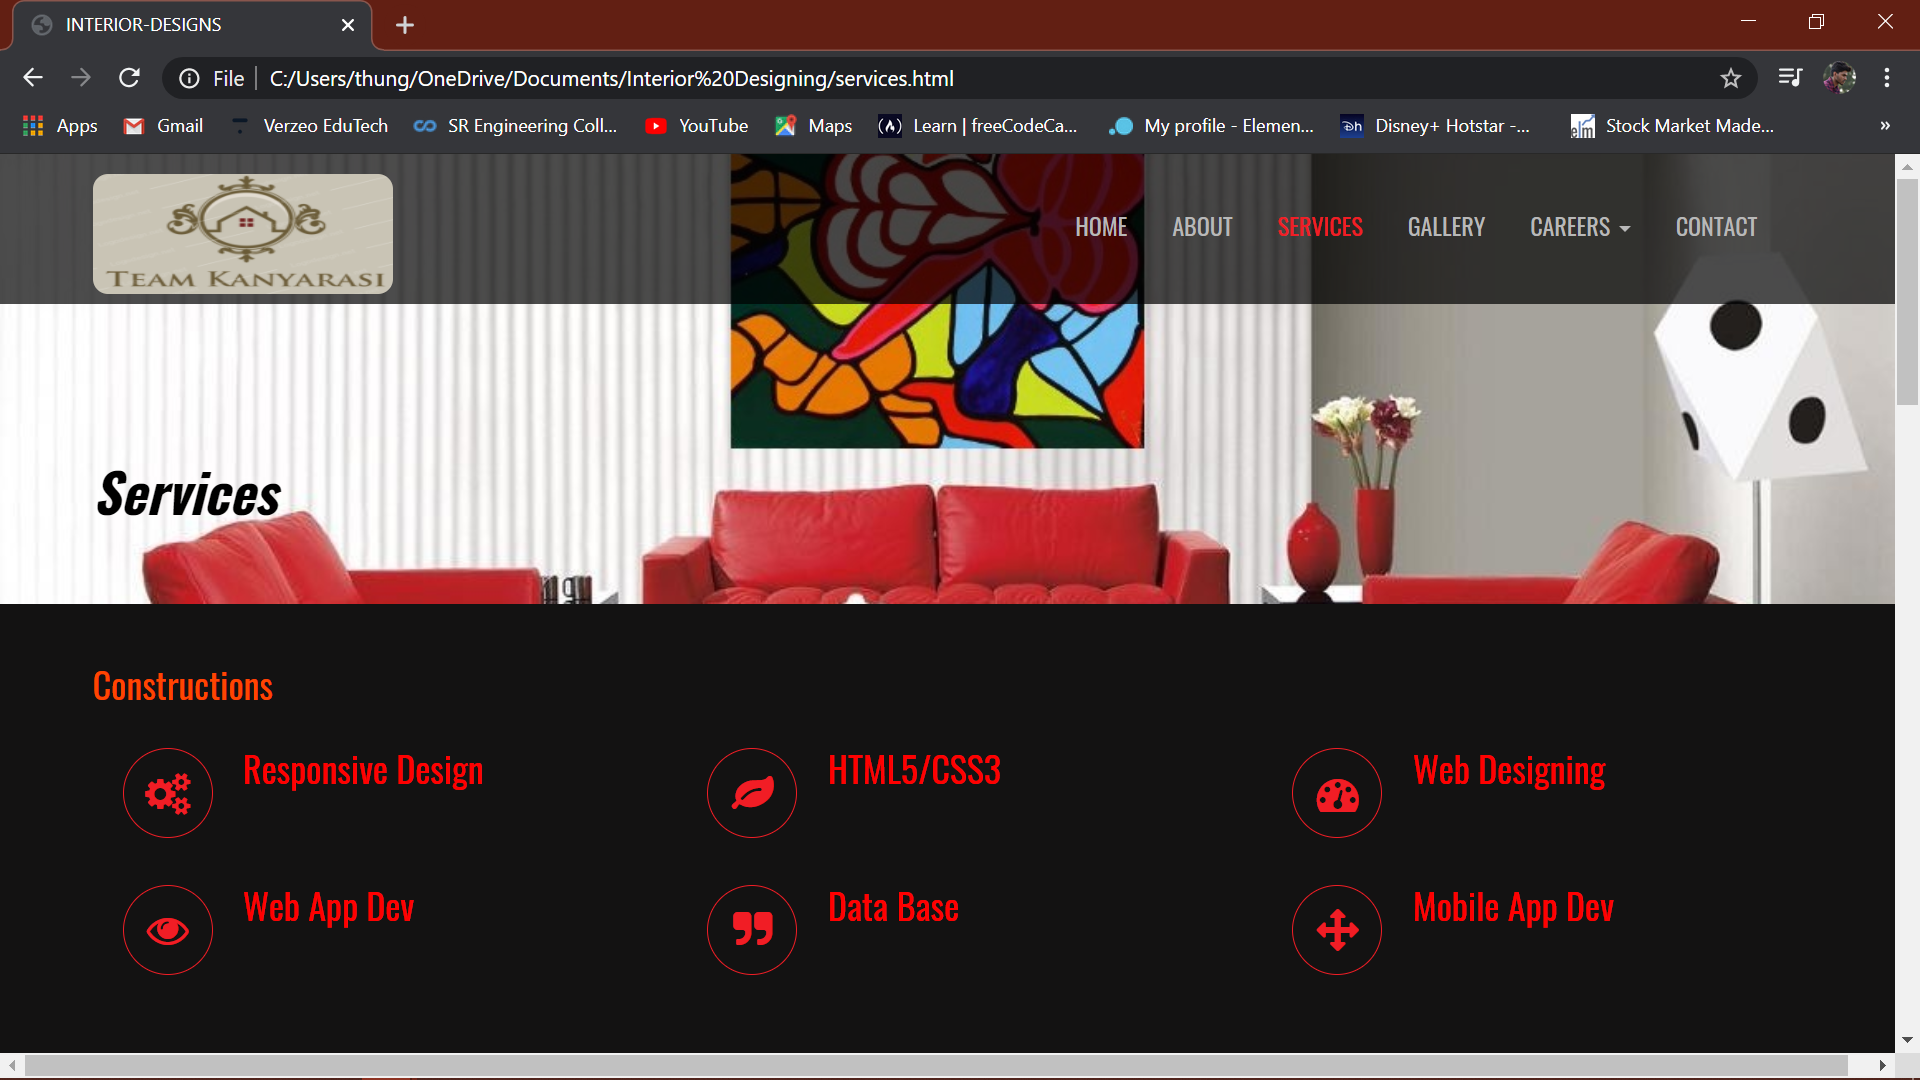 INTERIOR-DESIGNS
File C:/Users/thung/OneDrive/Documents/Interior%20Designing/services.html
Apps Gmail Verzeo EduTech SR Engineering Coll... YouTube Maps Learn | freeCodeCa... My profile - Elemen... Disney+ Hotstar -... Stock Market Made... »
TEAM KANYARASI
HOME ABOUT SERVICES GALLERY CAREERS CONTACT
Services
Constructions
Responsive Design HTML5/CSS3 Web Designing
Web App Dev Data Base Mobile App Dev